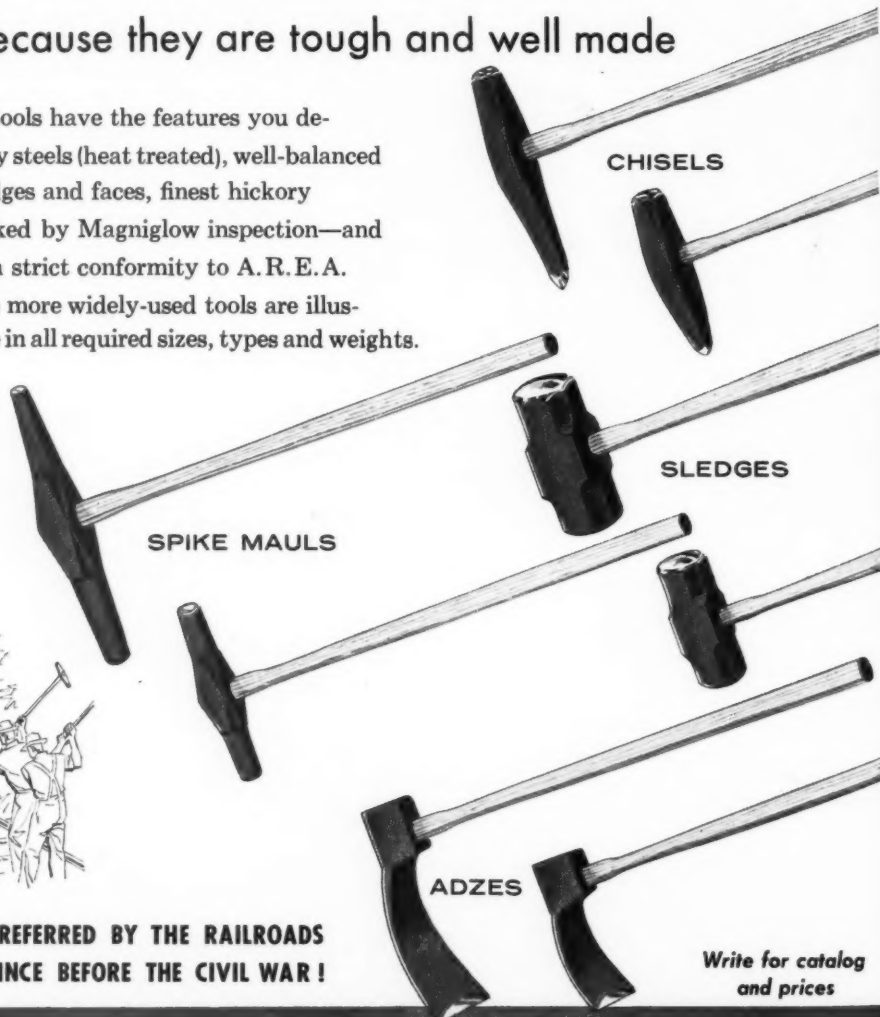 ecause they are tough and well made
ools have the features you de-
y steels (heat treated), well-balanced
lges and faces, finest hickory
ked by Magniglow inspection—and
n strict conformity to A.R.E.A.
more widely-used tools are illus-
in all required sizes, types and weights.
CHISELS
SLEDGES
SPIKE MAULS
ADZES
REFERRED BY THE RAILROADS
INCE BEFORE THE CIVIL WAR!
Write for catalog
and prices